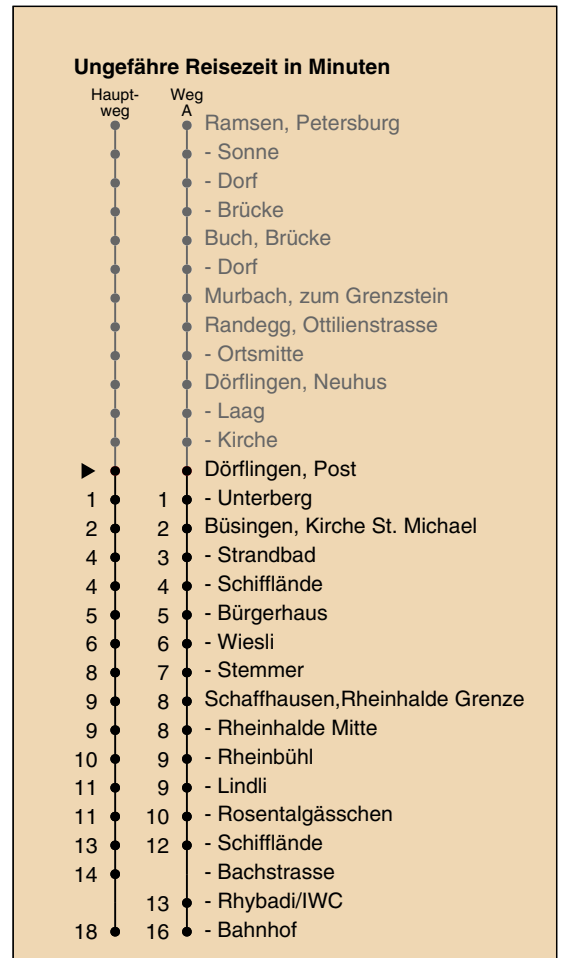 Ungefähre Reisezeit in Minuten
Haupt- Weg
weg A
Ramsen, Petersburg
- Sonne
- Dorf
- Brücke
Buch, Brücke
- Dorf
Murbach, zum Grenzstein
Randegg, Ottilienstrasse
- Ortsmitte
Dörflingen, Neuhus
- Laag
- Kirche
Dörflingen, Post
1 1 - Unterberg
2 2 Büsingen, Kirche St. Michael
4 3 - Strandbad
4 4 - Schifflände
5 5 - Bürgerhaus
6 6 - Wiesli
8 7 - Stemmer
9 8 Schaffhausen,Rheinhalde Grenze
9 8 - Rheinhalde Mitte
10 9 - Rheinbühl
11 9 - Lindli
11 10 - Rosentalgässchen
13 12 - Schifflände
14 - Bachstrasse
13 - Rhybadi/IWC
18 16 - Bahnhof